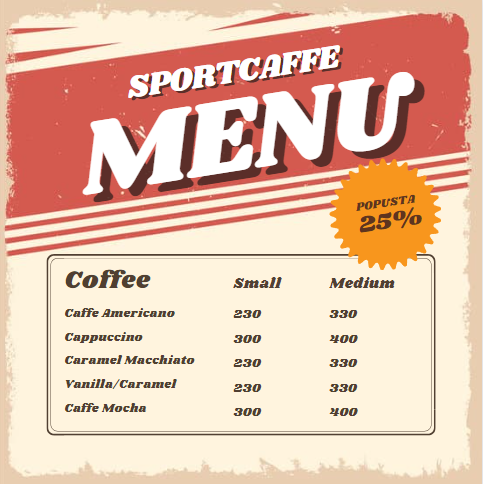 SPORTCAFFE
MENU
POPUSTA
25%
Coffee Small Medium
Caffe Americano 230 330
Cappuccino 300 400
Caramel Macchiato 230 330
Vanilla/Caramel 230 330
Caffe Mocha 300 400